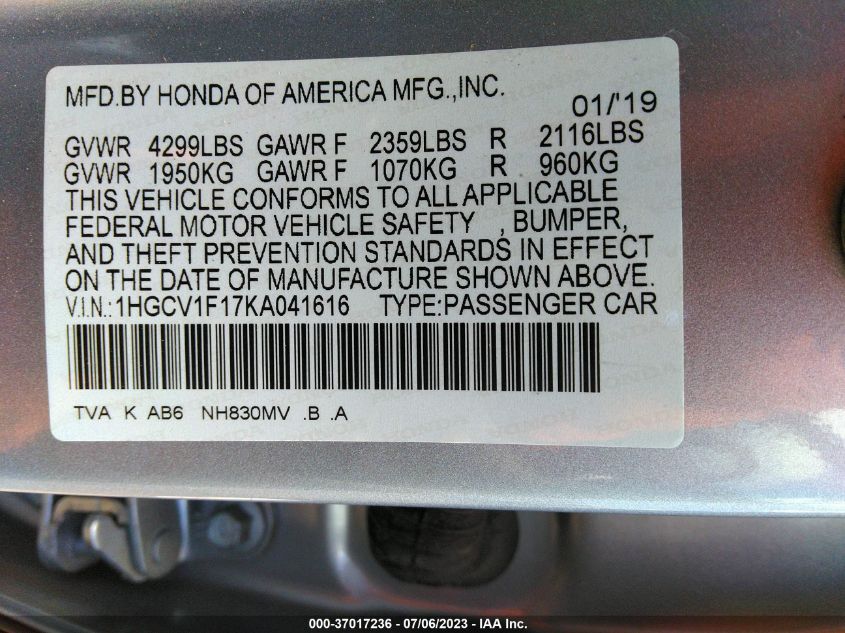 MFD.BY HONDA OF AMERICA MFG.,INC.
01/'19
GVWR 4299LBS GAWR F 2359LBS R 2116LBS
GVWR 1950KG GAWR F 1070KG R 960KG
THIS VEHICLE CONFORMS TO ALL APPLICABLE
FEDERAL MOTOR VEHICLE SAFETY , BUMPER,
AND THEFT PREVENTION STANDARDS IN EFFECT
ON THE DATE OF MANUFACTURE SHOWN ABOVE.
V.I.N.:1HGCV1F17KA041616 TYPE:PASSENGER CAR
TVA K AB6 NH830MV .B .A
000-37017236 - 07/06/2023 - IAA Inc.